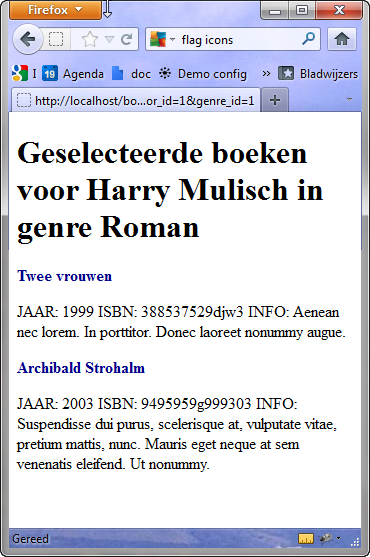 Firefox
flag icons
I 19 Agenda doc Demo config » Bladwijzers
http://localhost/bo...or_id=1&genre_id=1
Geselecteerde boeken
voor Harry Mulisch in
genre Roman
Twee vrouwen
JAAR: 1999 ISBN: 388537529djw3 INFO: Aenean
nec lorem. In porttitor. Donec laoreet nonummy augue.
Archibald Strohalm
JAAR: 2003 ISBN: 9495959g999303 INFO:
Suspendisse dui purus, scelerisque at, vulputate vitae,
pretium mattis, nunc. Mauris eget neque at sem
venenatis eleifend. Ut nonummy.
Gereed